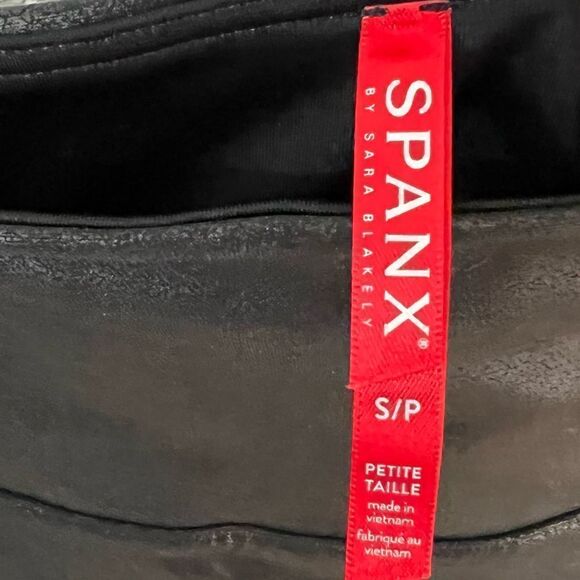 SPANX®
BY SARA BLAKELY
S/P
PETITE
TAILLE
made in
vietnam
fabriqué au
vietnam